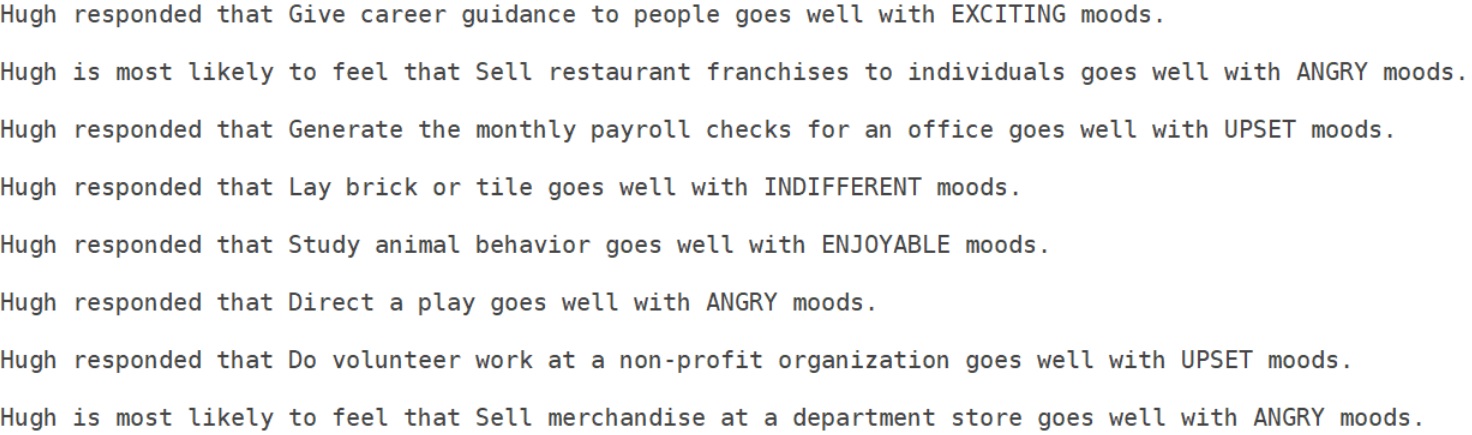 Hugh responded that Give career guidance to people goes well with EXCITING moods.
Hugh is most likely to feel that Sell restaurant franchises to individuals goes well with ANGRY moods.
Hugh responded that Generate the monthly payroll checks for an office goes well with UPSET moods.
Hugh responded that Lay brick or tile goes well with INDIFFERENT moods.
Hugh responded that Study animal behavior goes well with ENJOYABLE moods.
Hugh responded that Direct a play goes well with ANGRY moods.
Hugh responded that Do volunteer work at a non-profit organization goes well with UPSET moods.
Hugh is most likely to feel that Sell merchandise at a department store goes well with ANGRY moods.